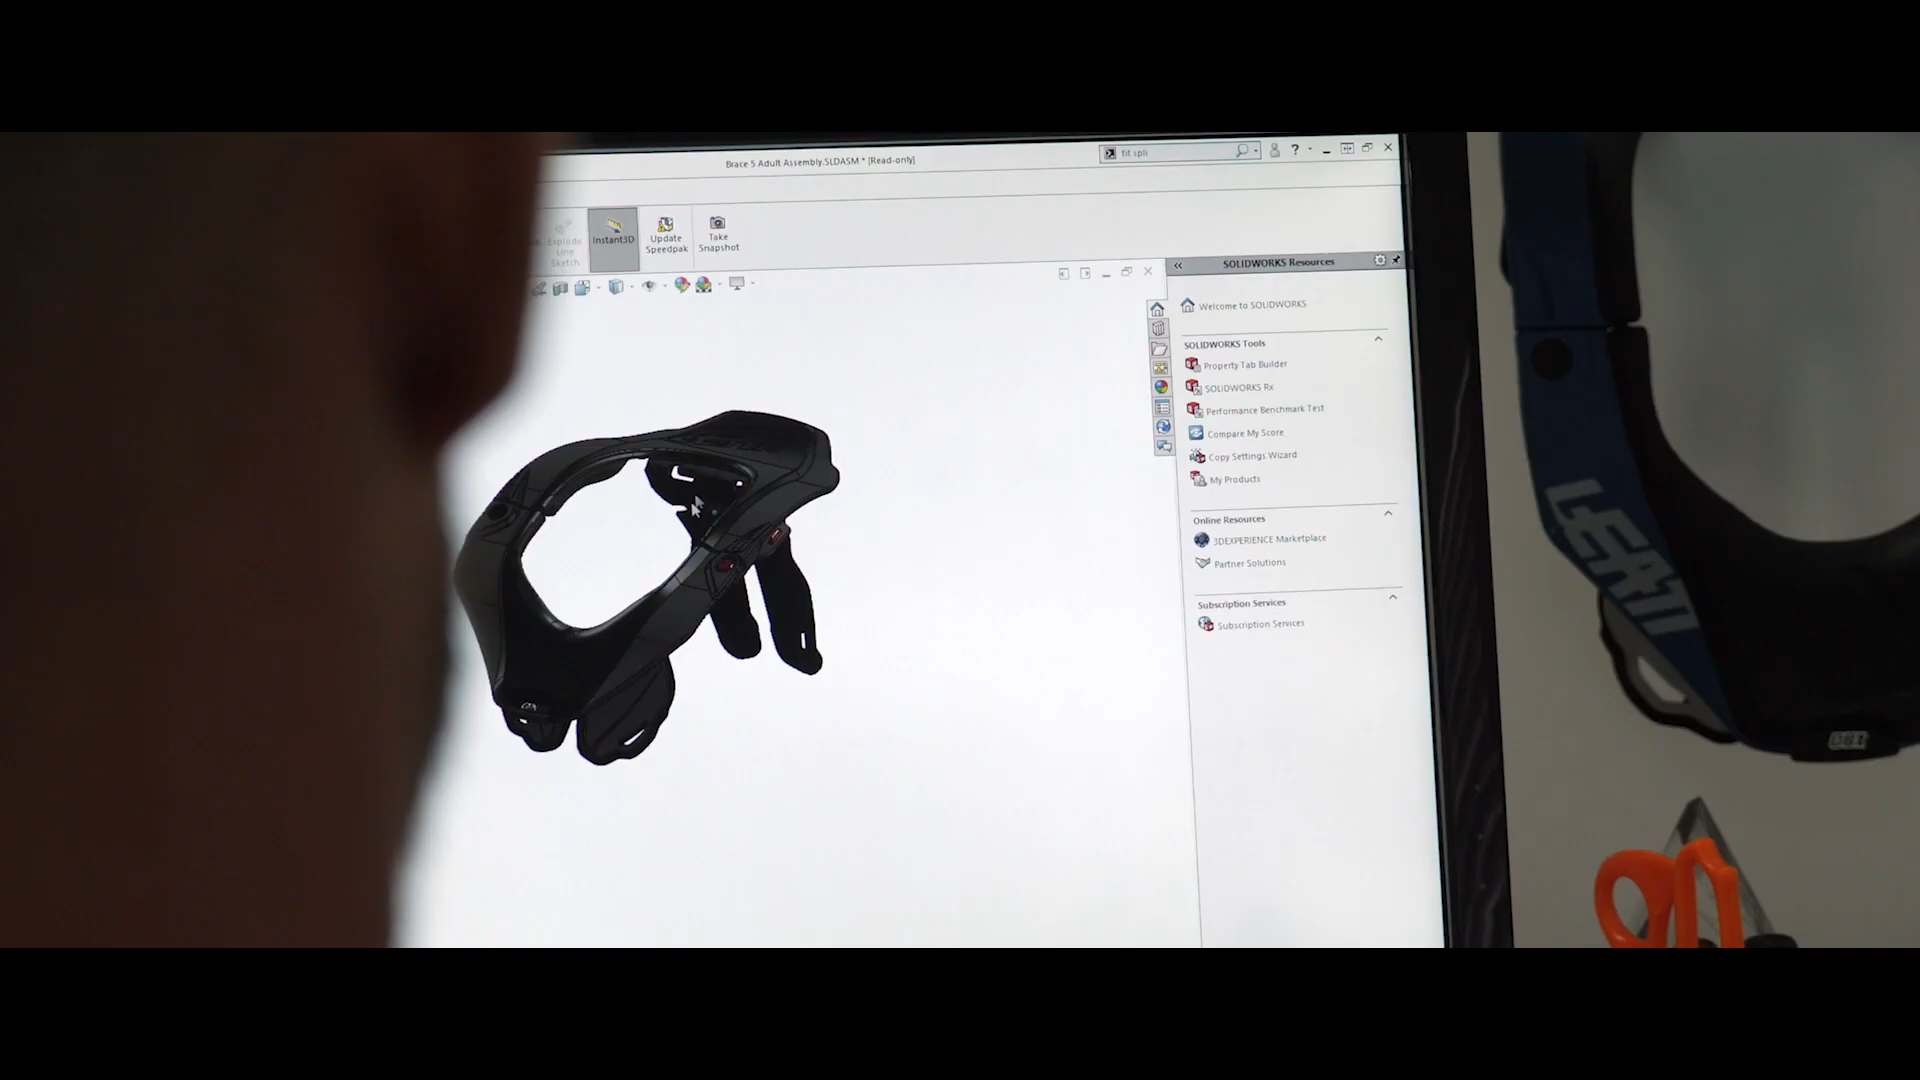 Brace 5 Adult Assembly.SLDASM * [Read-only]
fit spli
?
Explode
Line
Sketch
Instant3D
Update
Speedpak
Take
Snapshot
SOLIDWORKS Resources
Welcome to SOLIDWORKS
SOLIDWORKS Tools
Property Tab Builder
SOLIDWORKS Rx
Performance Benchmark Test
Compare My Score
Copy Settings Wizard
My Products
Online Resources
3DEXPERIENCE Marketplace
Partner Solutions
Subscription Services
Subscription Services
LEATT